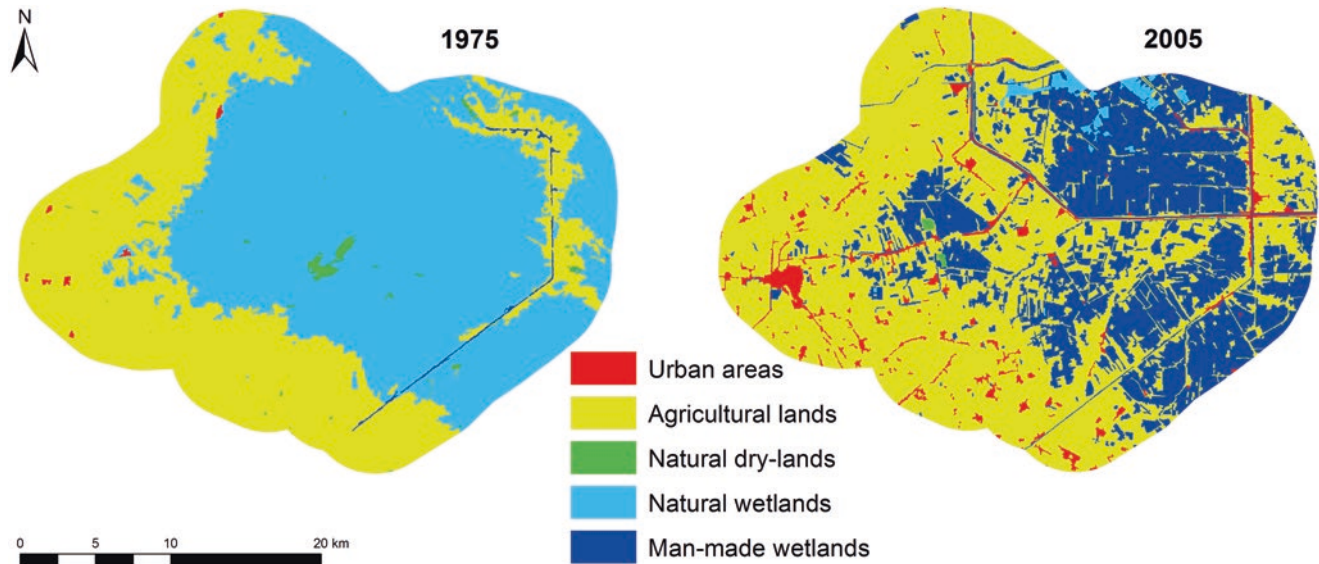 N
1975
2005
Urban areas
Agricultural lands
Natural dry-lands
Natural wetlands
Man-made wetlands
0 5 10 20 km